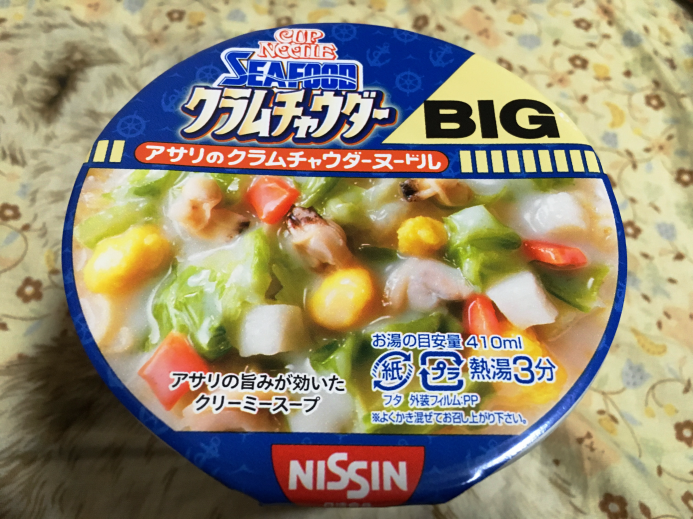 CUP
NOODLE
SEAFOOD
クラムチャウダー
BIG
アサリのクラムチャウダーヌードル
お湯の目安量 410ml
紙 プラ 熱湯3分
フタ 外装フィルム:PP
※よくかき混ぜてお召し上がり下さい。
アサリの旨みが効いた
クリーミースープ
NISSIN